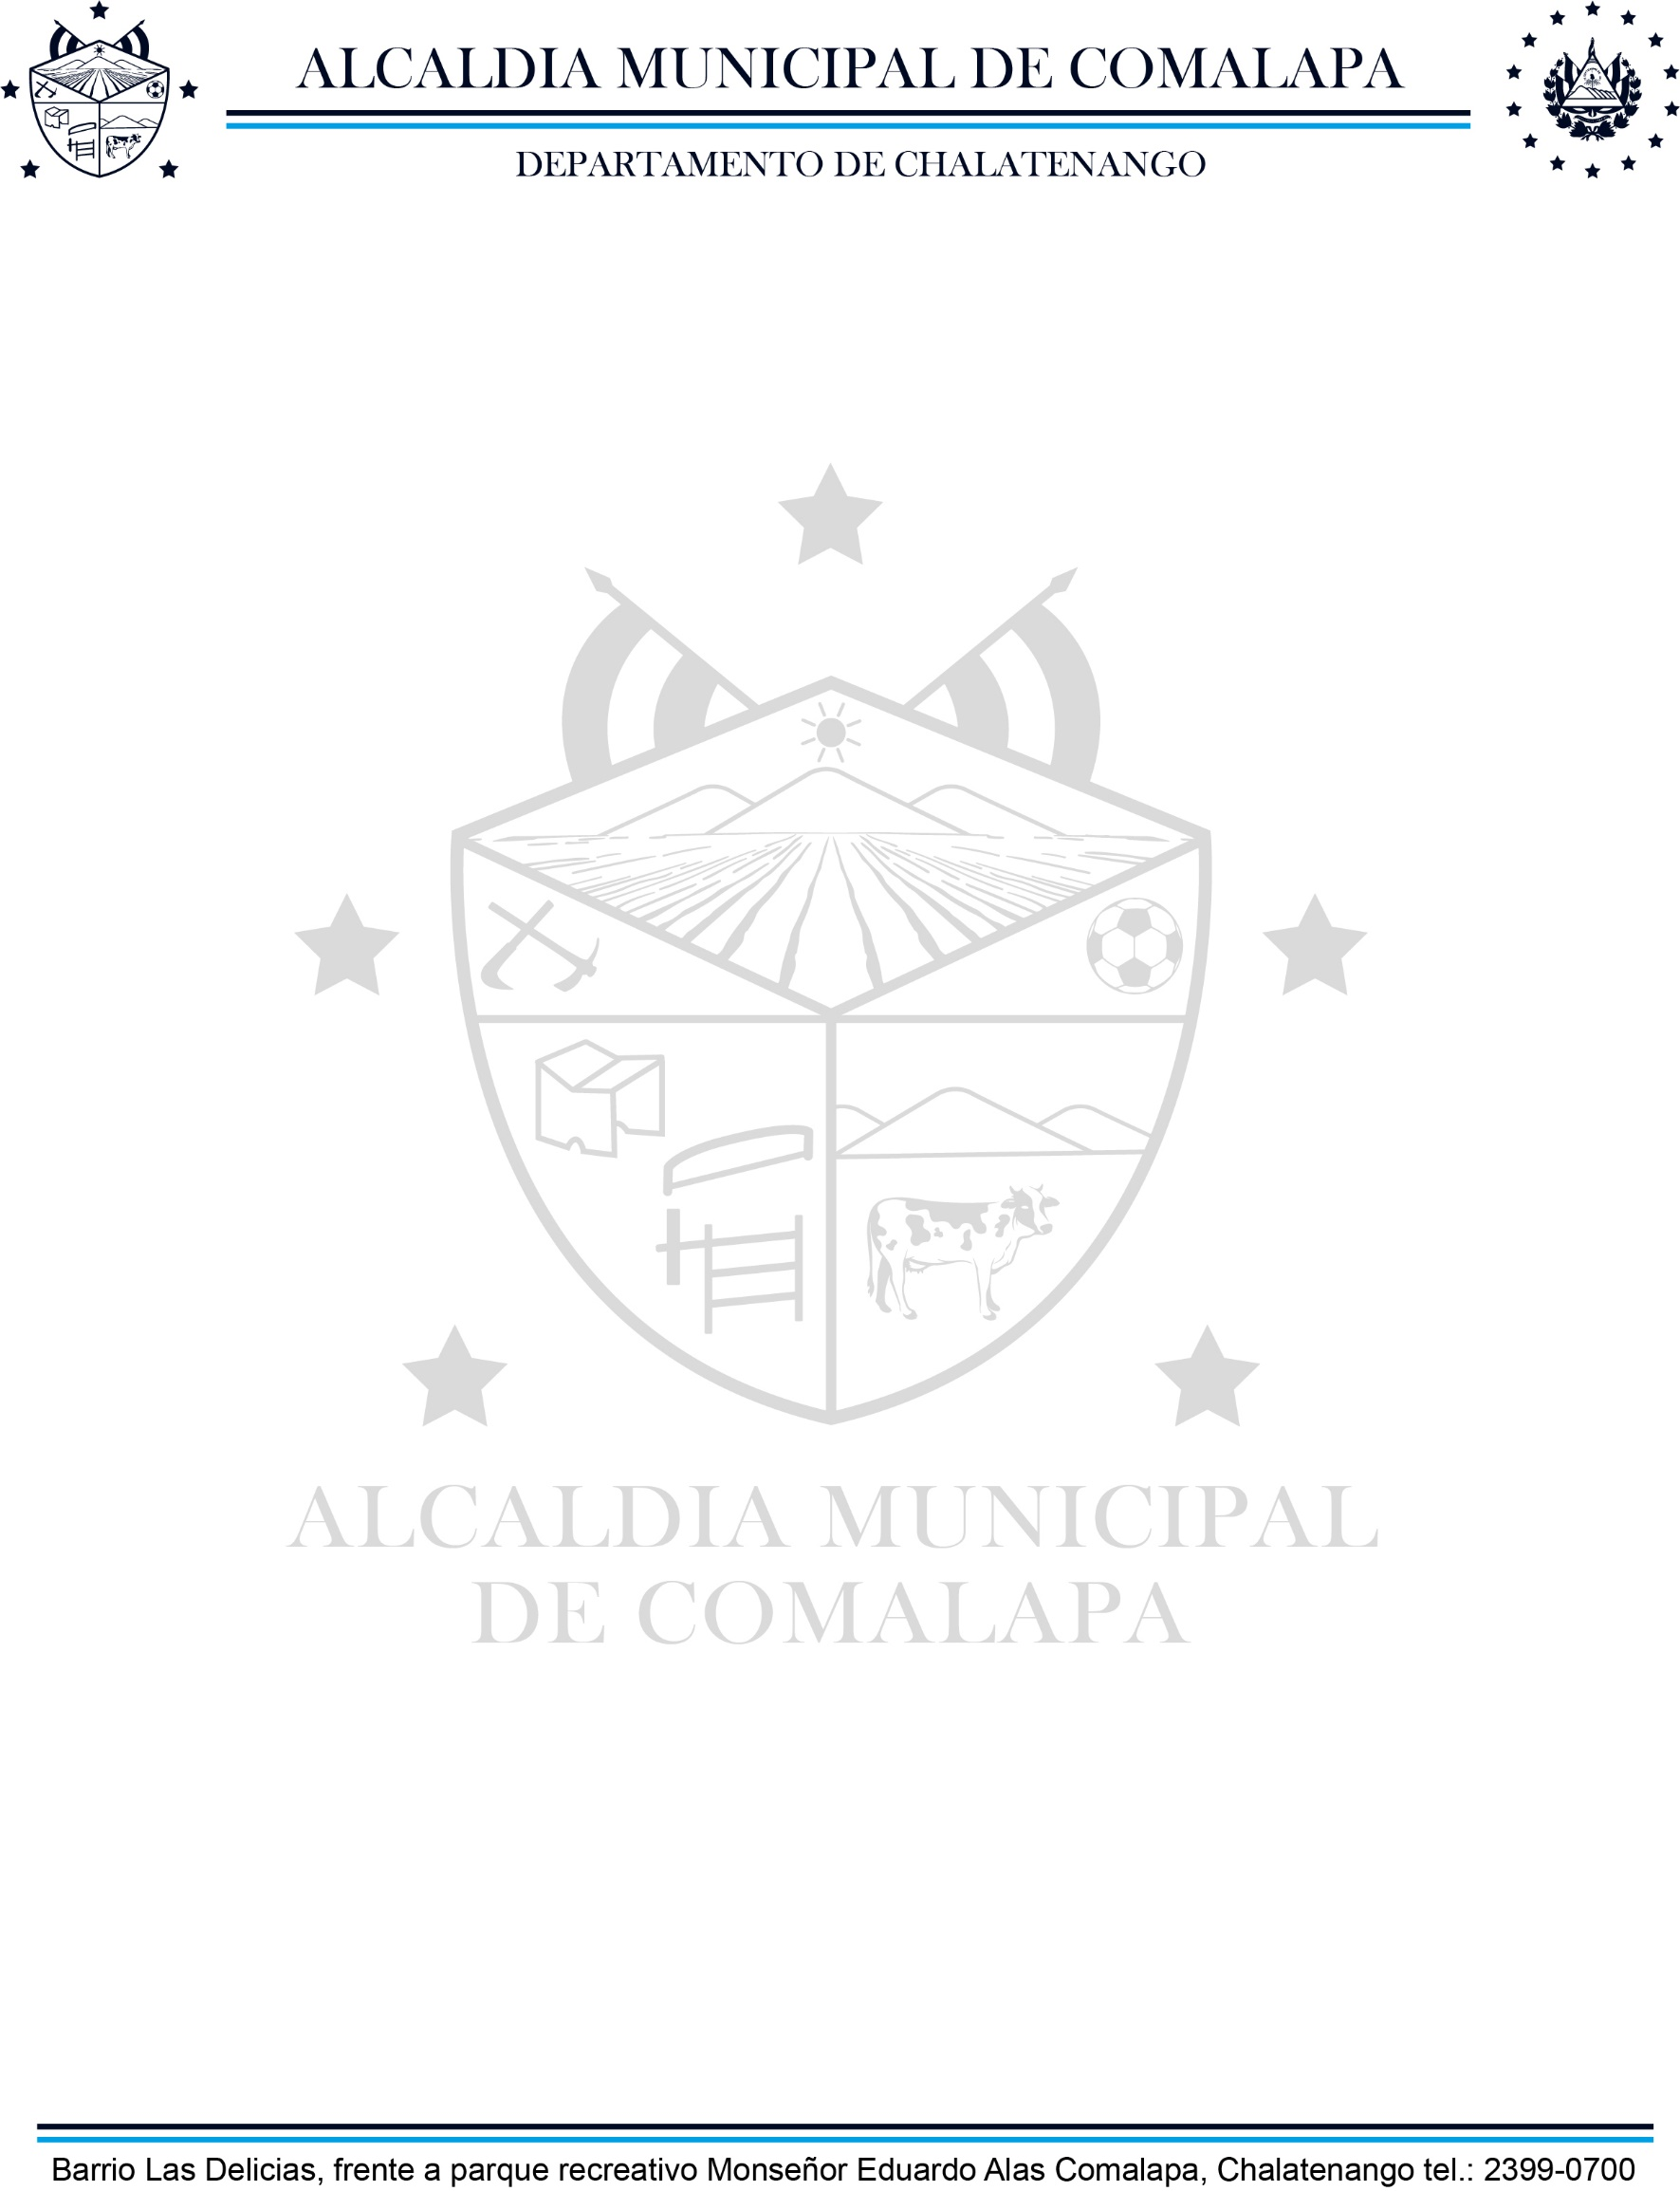 ALCALDIA MUNICIPAL DE COMALAPA
DEPARTAMENTO DE CHALATENANGO
ALCALDIA MUNICIPAL
DE COMALAPA
Barrio Las Delicias, frente a parque recreativo Monseñor Eduardo Alas Comalapa, Chalatenango tel.: 2399-0700